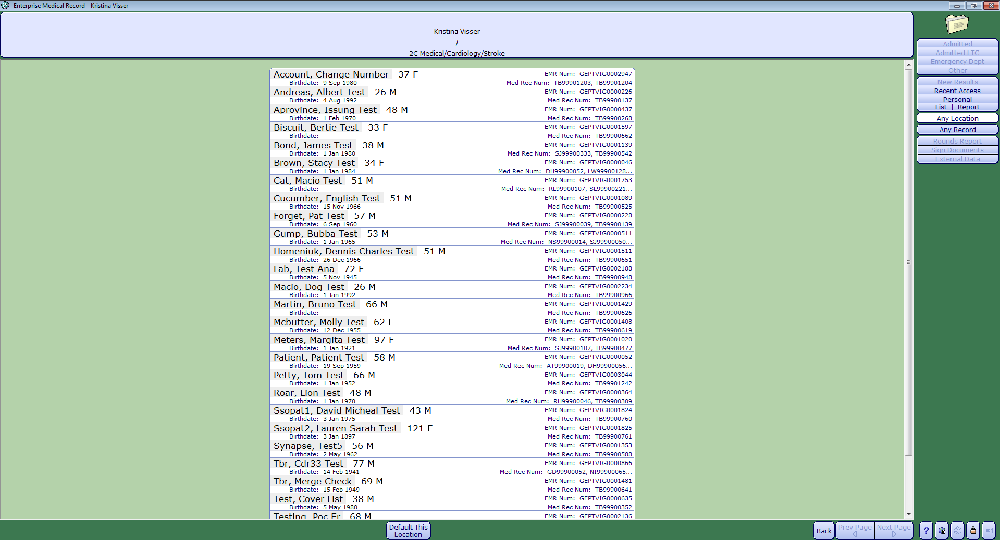 Enterprise Medical Record - Kristina Visser
Kristina Visser
/
2C Medical/Cardiology/Stroke
Account, Change Number 37 F EMR Num: GEPTVIG0002947
Birthdate: 9 Sep 1980 Med Rec Num: TB99901203, TB99901204
Andreas, Albert Test 26 M EMR Num: GEPTVIG0000226
Birthdate: 4 Aug 1992 Med Rec Num: TB99900137
Aprovince, Issung Test 48 M EMR Num: GEPTVIG0000437
Birthdate: 1 Feb 1970 Med Rec Num: TB99900268
Biscuit, Bertie Test 33 F EMR Num: GEPTVIG0001597
Birthdate: Med Rec Num: TB99900662
Bond, James Test 38 M EMR Num: GEPTVIG0001139
Birthdate: 1 Jan 1980 Med Rec Num: SJ99900333, TB99900542
Brown, Stacy Test 34 F EMR Num: GEPTVIG0000046
Birthdate: 1 Jan 1984 Med Rec Num: DH99900052, LW99900128...
Cat, Macio Test 51 M EMR Num: GEPTVIG0001753
Birthdate: Med Rec Num: RL99900107, SL99900221...
Cucumber, English Test 51 M EMR Num: GEPTVIG0001089
Birthdate: 15 Nov 1966 Med Rec Num: TB99900525
Forget, Pat Test 57 M EMR Num: GEPTVIG0000228
Birthdate: 6 Sep 1960 Med Rec Num: SJ99900039, TB99900139
Gump, Bubba Test 53 M EMR Num: GEPTVIG0000511
Birthdate: 1 Jan 1965 Med Rec Num: NS99900014, SJ99900050...
Homeniuk, Dennis Charles Test 51 M EMR Num: GEPTVIG0001511
Birthdate: 26 Dec 1966 Med Rec Num: TB99900651
Lab, Test Ana 72 F EMR Num: GEPTVIG0002188
Birthdate: 5 Nov 1945 Med Rec Num: TB99900948
Macio, Dog Test 26 M EMR Num: GEPTVIG0002234
Birthdate: 1 Jan 1992 Med Rec Num: TB99900966
Martin, Bruno Test 66 M EMR Num: GEPTVIG0001429
Birthdate: Med Rec Num: TB99900626
Mcbutter, Molly Test 62 F EMR Num: GEPTVIG0001408
Birthdate: 12 Dec 1955 Med Rec Num: TB99900619
Meters, Margita Test 97 F EMR Num: GEPTVIG0001020
Birthdate: 1 Jan 1921 Med Rec Num: SJ99900107, TB99900477
Patient, Patient Test 58 M EMR Num: GEPTVIG0000052
Birthdate: 19 Sep 1959 Med Rec Num: AT99900019, DH99900056...
Petty, Tom Test 66 M EMR Num: GEPTVIG0003044
Birthdate: 1 Jan 1952 Med Rec Num: TB99901242
Roar, Lion Test 48 M EMR Num: GEPTVIG0000364
Birthdate: 1 Jan 1970 Med Rec Num: RH99900046, TB99900309
Ssopat1, David Micheal Test 43 M EMR Num: GEPTVIG0001824
Birthdate: 3 Jan 1975 Med Rec Num: TB99900760
Ssopat2, Lauren Sarah Test 121 F EMR Num: GEPTVIG0001825
Birthdate: 3 Jan 1897 Med Rec Num: TB99900761
Synapse, Test5 56 M EMR Num: GEPTVIG0001353
Birthdate: 2 May 1962 Med Rec Num: TB99900588
Tbr, Cdr33 Test 77 M EMR Num: GEPTVIG0000866
Birthdate: 14 Feb 1941 Med Rec Num: GD99900052, NI99900065...
Tbr, Merge Check 69 M EMR Num: GEPTVIG0001481
Birthdate: 15 Feb 1949 Med Rec Num: TB99900641
Test, Cover List 38 M EMR Num: GEPTVIG0000635
Birthdate: 5 May 1980 Med Rec Num: TB99900352
Testing, Poc Er 68 M EMR Num: GEPTVIG0002136
Admitted
Admitted LTC
Emergency Dept
Other
New Results
Recent Access
Personal
List | Report
Any Location
Any Record
Rounds Report
Sign Documents
External Data
Default This
Location
Back
Prev Page
Next Page
?